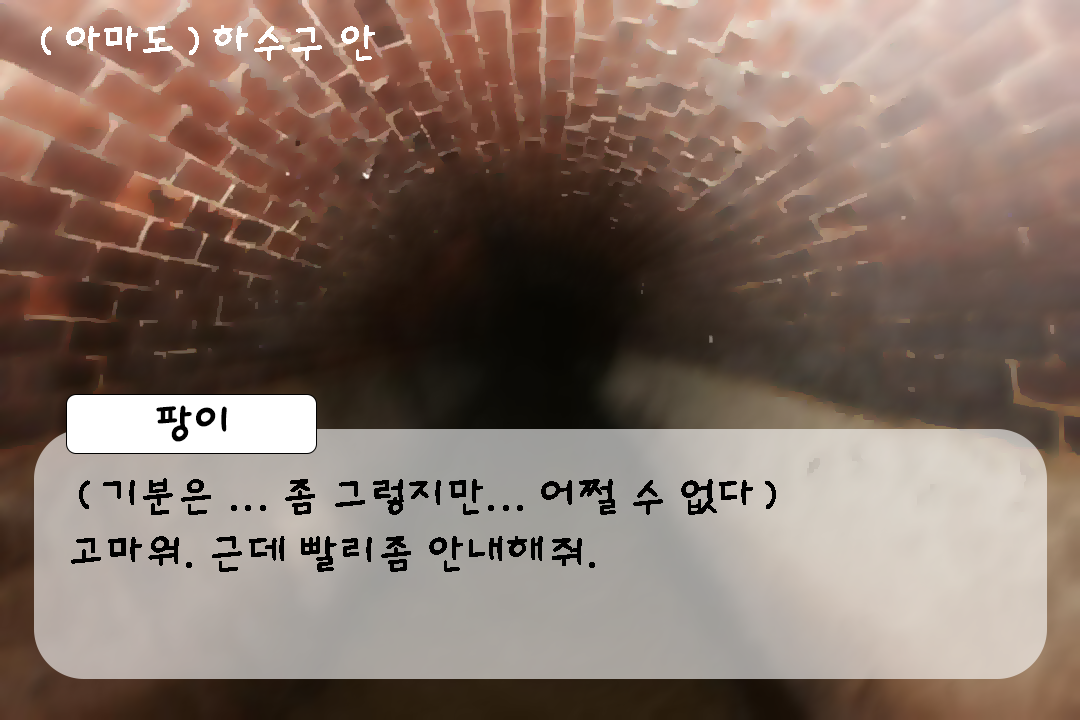 ( 아마도 ) 하수구 안
팡이
( 기분은 ... 좀 그렇지만... 어쩔 수 없다 )
고마워. 근데 빨리좀 안내해줘.